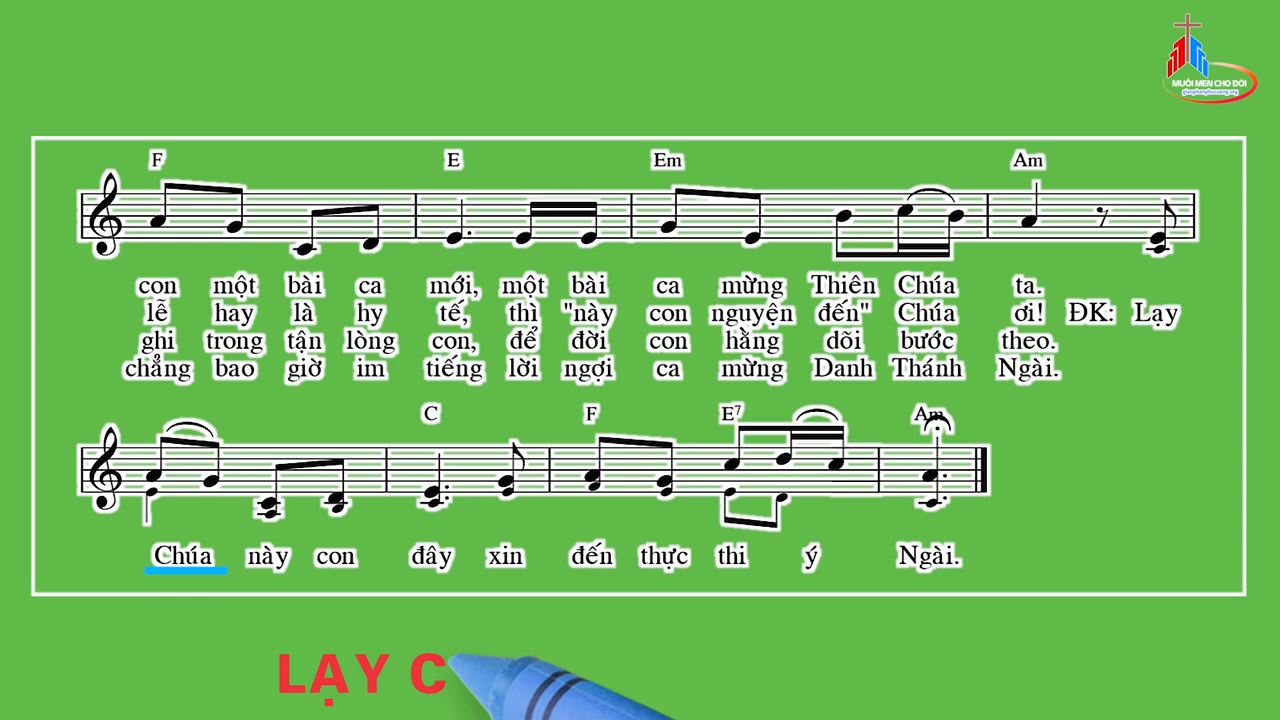 MUỐI MEN CHO ĐỜI
giaophanphucuong.org
F E Em Am
con một bài ca mới, một bài ca mừng Thiên Chúa ta.
lễ hay là hy tế, thì "này con nguyện đến" Chúa ơi! ĐK: Lạy
ghi trong tận lòng con, để đời con hằng dõi bước theo.
chẳng bao giờ im tiếng lời ngợi ca mừng Danh Thánh Ngài.
C F E7 Am
Chúa này con đây xin đến thực thi ý Ngài.
LẠY C